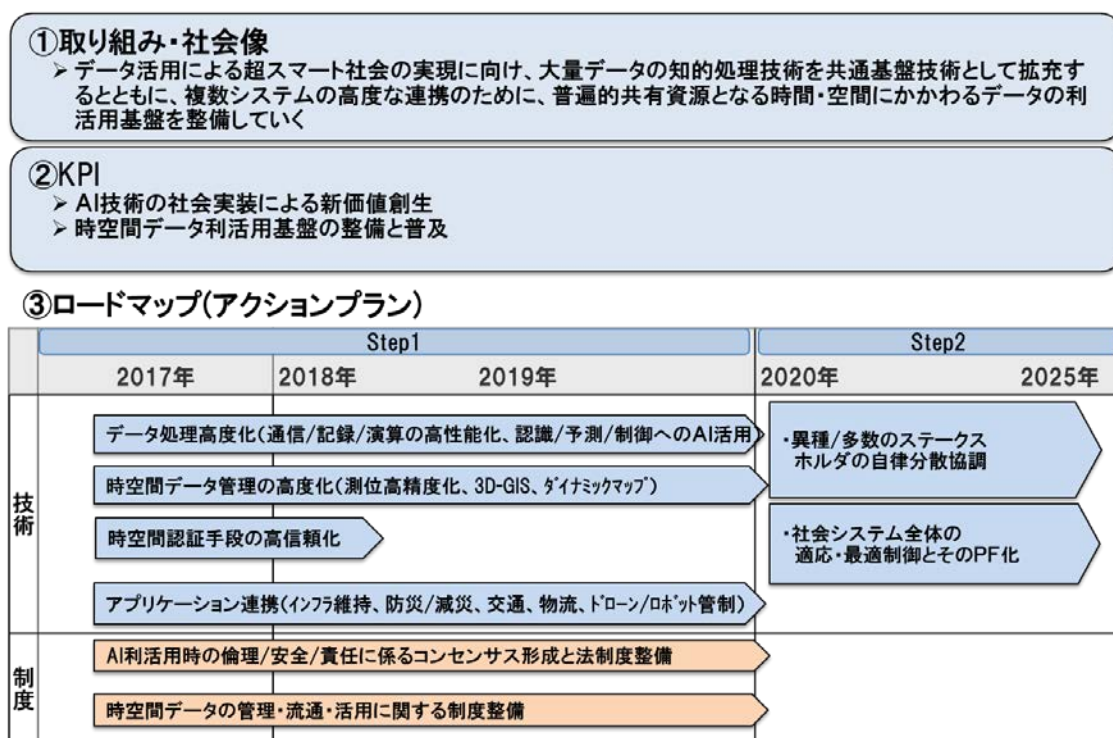 ①取り組み・社会像
➢ データ活用による超スマート社会の実現に向け、大量データの知的処理技術を共通基盤技術として拡充す
るとともに、複数システムの高度な連携のために、普遍的共有資源となる時間・空間にかかわるデータの利
活用基盤を整備していく
②KPI
➢ AI技術の社会実装による新価値創生
➢ 時空間データ利活用基盤の整備と普及
③ロードマップ(アクションプラン)
Step1
Step2
2017年
2018年
2019年
2020年
2025年
技術
データ処理高度化(通信/記録/演算の高性能化、認識/予測/制御へのAI活用)
時空間データ管理の高度化(測位高精度化、3D-GIS、ﾀﾞｲﾅﾐｯｸﾏｯﾌﾟ)
時空間認証手段の高信頼化
アプリケーション連携(ｲﾝﾌﾗ維持、防災/減災、交通、物流、ﾄﾞﾛｰﾝ/ﾛﾎﾞｯﾄ管制)
・異種/多数のステークス
ホルダの自律分散協調
・社会システム全体の
適応・最適制御とそのPF化
制度
AI利活用時の倫理/安全/責任に係るコンセンサス形成と法制度整備
時空間データの管理・流通・活用に関する制度整備